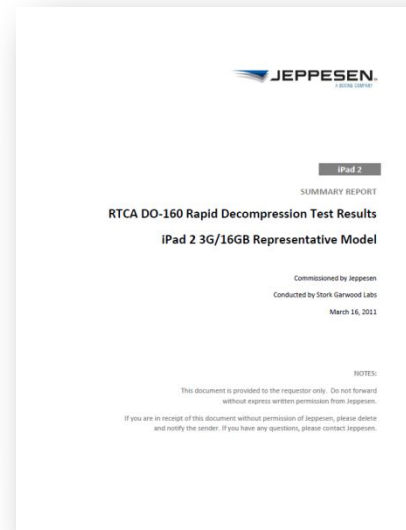 JEPPESEN.
A BOEING COMPANY
iPad 2
SUMMARY REPORT
RTCA DO-160 Rapid Decompression Test Results
iPad 2 3G/16GB Representative Model
Commissioned by Jeppesen
Conducted by Stork Garwood Labs
March 16, 2011
NOTES:
This document is provided to the requestor only. Do not forward
without express written permission from Jeppesen.
If you are in receipt of this document without permission of Jeppesen, please delete
and notify the sender. If you have any questions, please contact Jeppesen.